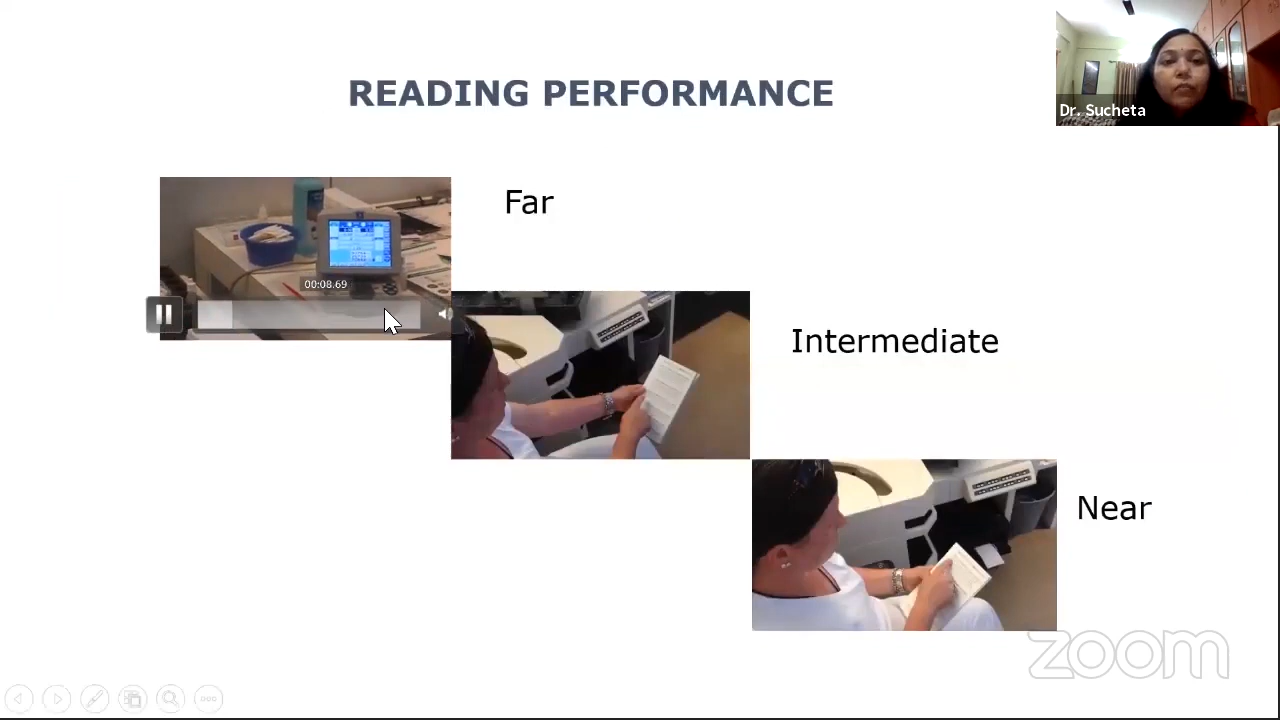 READING PERFORMANCE
Dr. Sucheta
Far
00:08.69
Intermediate
Near
zoom